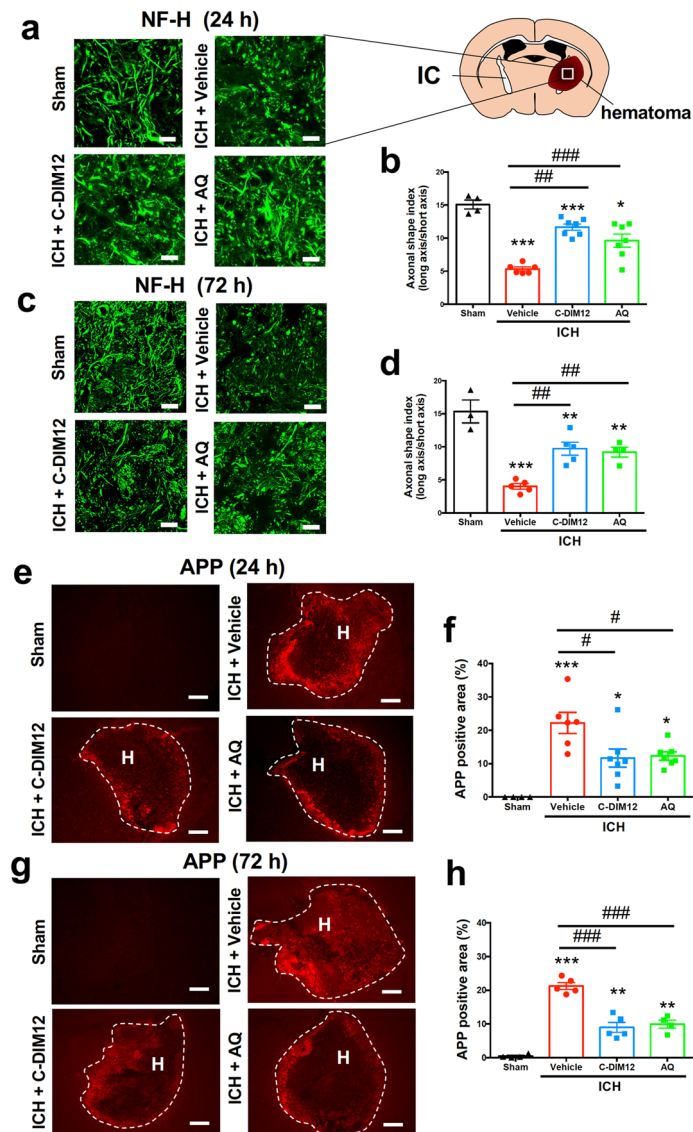 a
NF-H (24 h)
Sham
ICH + Vehicle
ICH + C-DIM12
ICH + AQ
IC
hematoma
b
###
##
***
***
*
Axonal shape index
(long axis/short axis)
20
15
10
5
0
Sham
Vehicle
C-DIM12
AQ
ICH
c
NF-H (72 h)
Sham
ICH + Vehicle
ICH + C-DIM12
ICH + AQ
d
##
##
***
**
**
Axonal shape index
(long axis/short axis)
20
15
10
5
0
Sham
Vehicle
C-DIM12
AQ
ICH
e
APP (24 h)
Sham
ICH + Vehicle
H
ICH + C-DIM12
H
ICH + AQ
H
f
#
#
***
*
*
APP positive area (%)
40
30
20
10
0
Sham
Vehicle
C-DIM12
AQ
ICH
g
APP (72 h)
Sham
ICH + Vehicle
H
ICH + C-DIM12
H
ICH + AQ
H
h
###
###
***
**
**
APP positive area (%)
40
30
20
10
0
Sham
Vehicle
C-DIM12
AQ
ICH